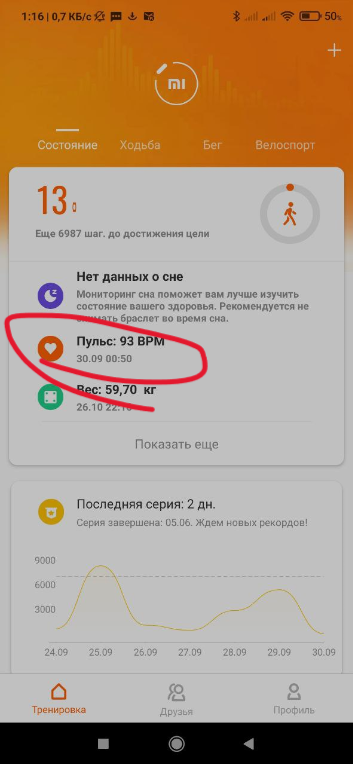 1:16 | 0,7 КБ/с
50%
mi
Состояние Ходьба Бег Велоспорт
13
Еще 6987 шаг. до достижения цели
Нет данных о сне
Мониторинг сна поможет вам лучше изучить
состояние вашего здоровья. Рекомендуется не
снимать браслет во время сна.
Пульс: 93 BPM
30.09 00:50
Вес: 59,70 кг
26.10 22:10
Показать еще
Последняя серия: 2 дн.
Серия завершена: 05.06. Ждем новых рекордов!
9000
6000
3000
24.09 25.09 26.09 27.09 28.09 29.09 30.09
Тренировка Друзья Профиль